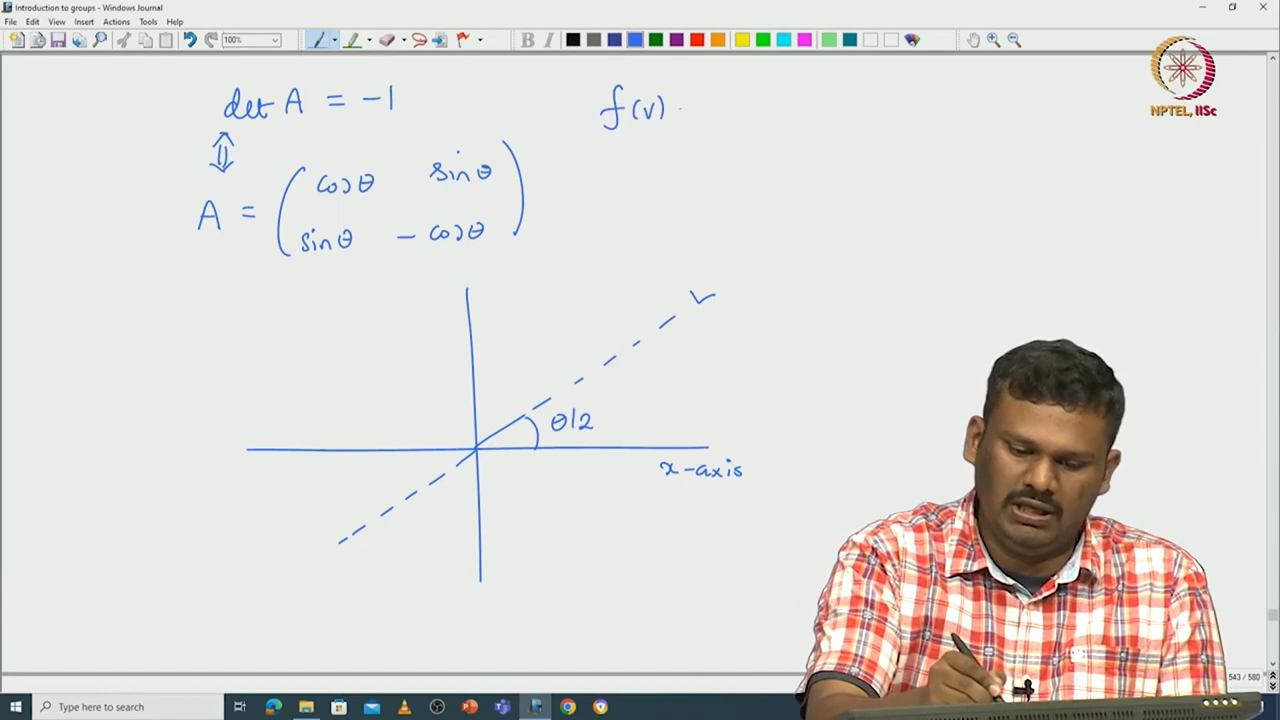 Introduction to groups - Windows Journal
File Edit View Insert Actions Tools Help
100%
B I
NPTEL, IISc
det A = -1
f(v)
⇕
A = ( cosθ sinθ
sinθ - cosθ )
θ/2
x-axis
543 / 580
Type here to search